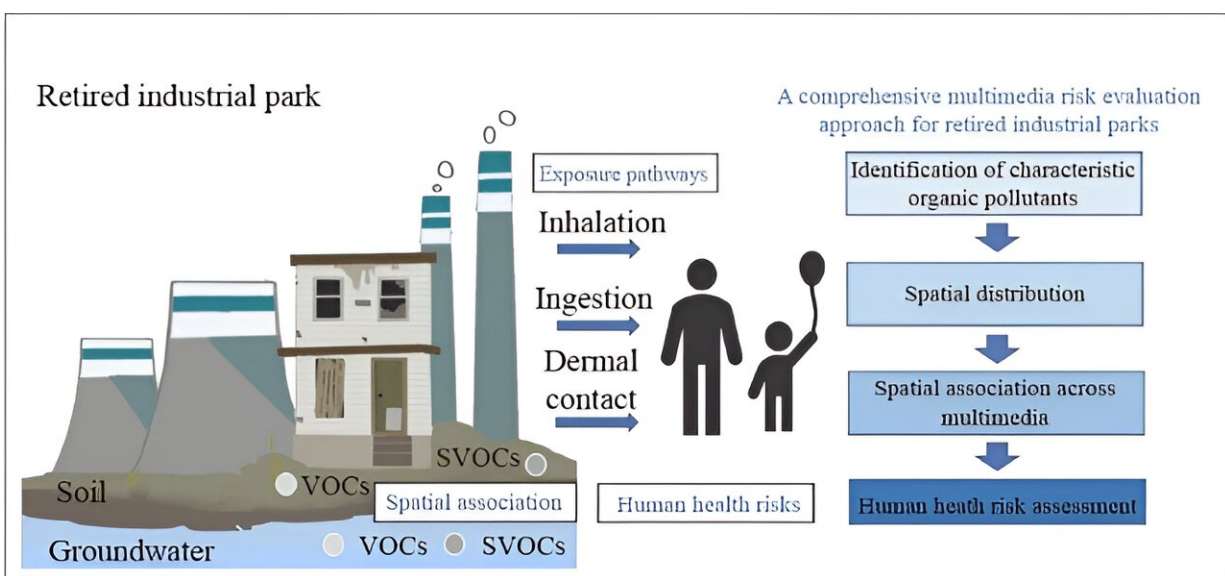 Retired industrial park
Exposure pathways
Inhalation
Ingestion
Dermal
contact
SVOCs
VOCs
Soil
Spatial association
Groundwater
VOCs
SVOCs
Human health risks
A comprehensive multimedia risk evaluation
approach for retired industrial parks
Identification of characteristic
organic pollutants
Spatial distribution
Spatial association across
multimedia
Human heath risk assessment